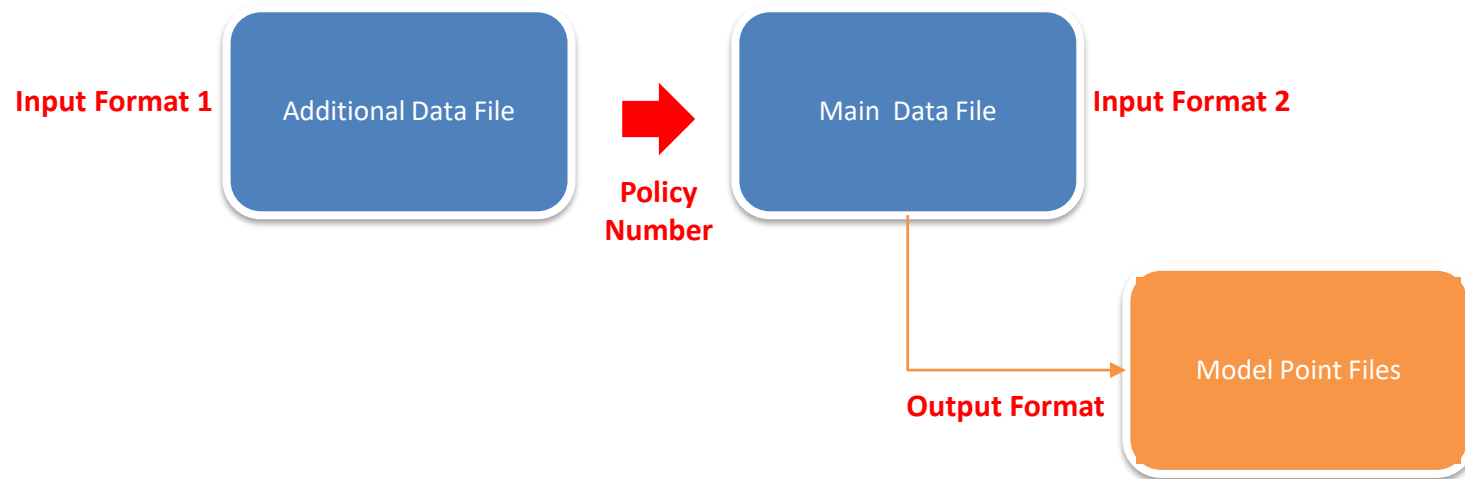 Input Format 1
Additional Data File
Policy
Number
Main Data File
Input Format 2
Output Format
Model Point Files